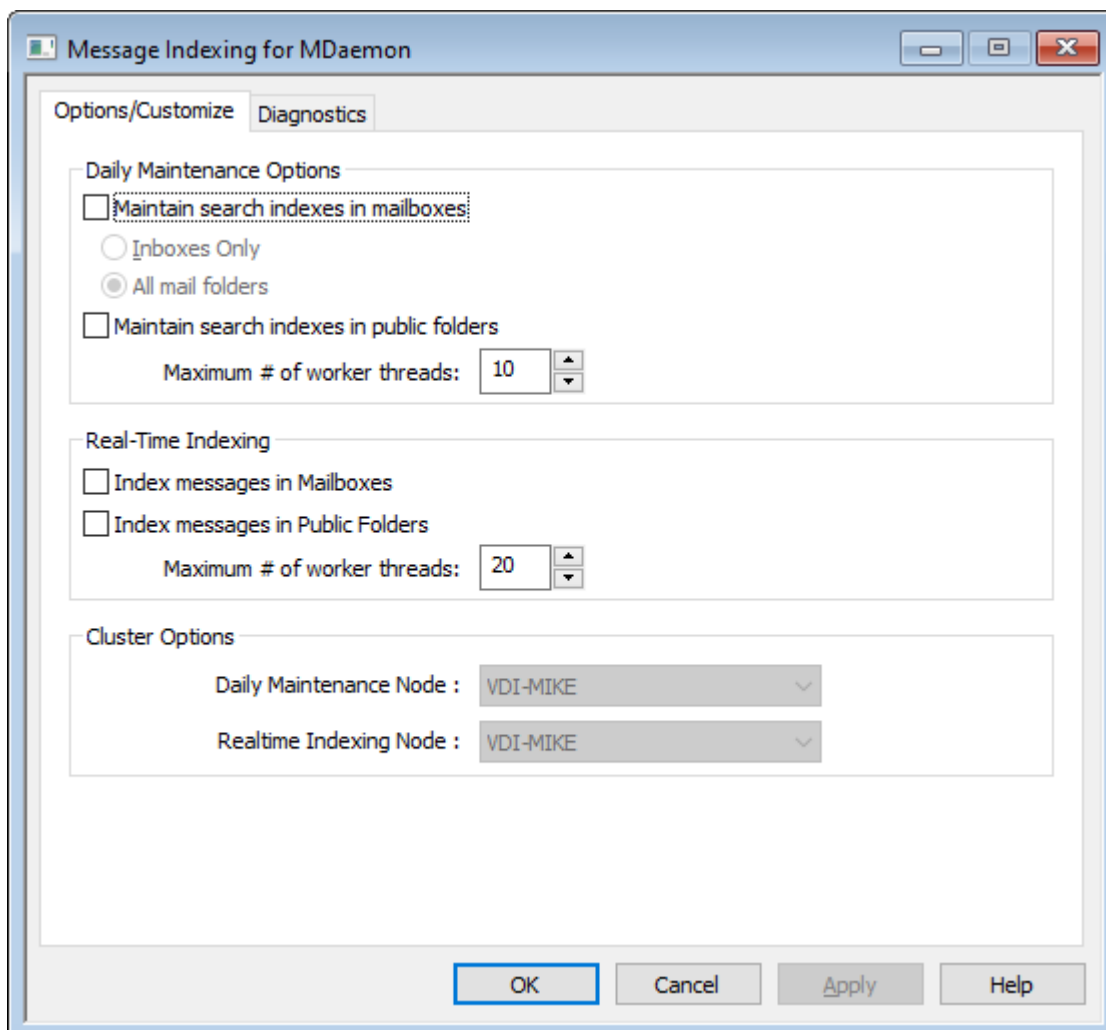 Message Indexing for MDaemon
Options/Customize
Diagnostics
Daily Maintenance Options
Maintain search indexes in mailboxes
Inboxes Only
All mail folders
Maintain search indexes in public folders
Maximum # of worker threads: 10
Real-Time Indexing
Index messages in Mailboxes
Index messages in Public Folders
Maximum # of worker threads: 20
Cluster Options
Daily Maintenance Node : VDI-MIKE
Realtime Indexing Node : VDI-MIKE
OK Cancel Apply Help